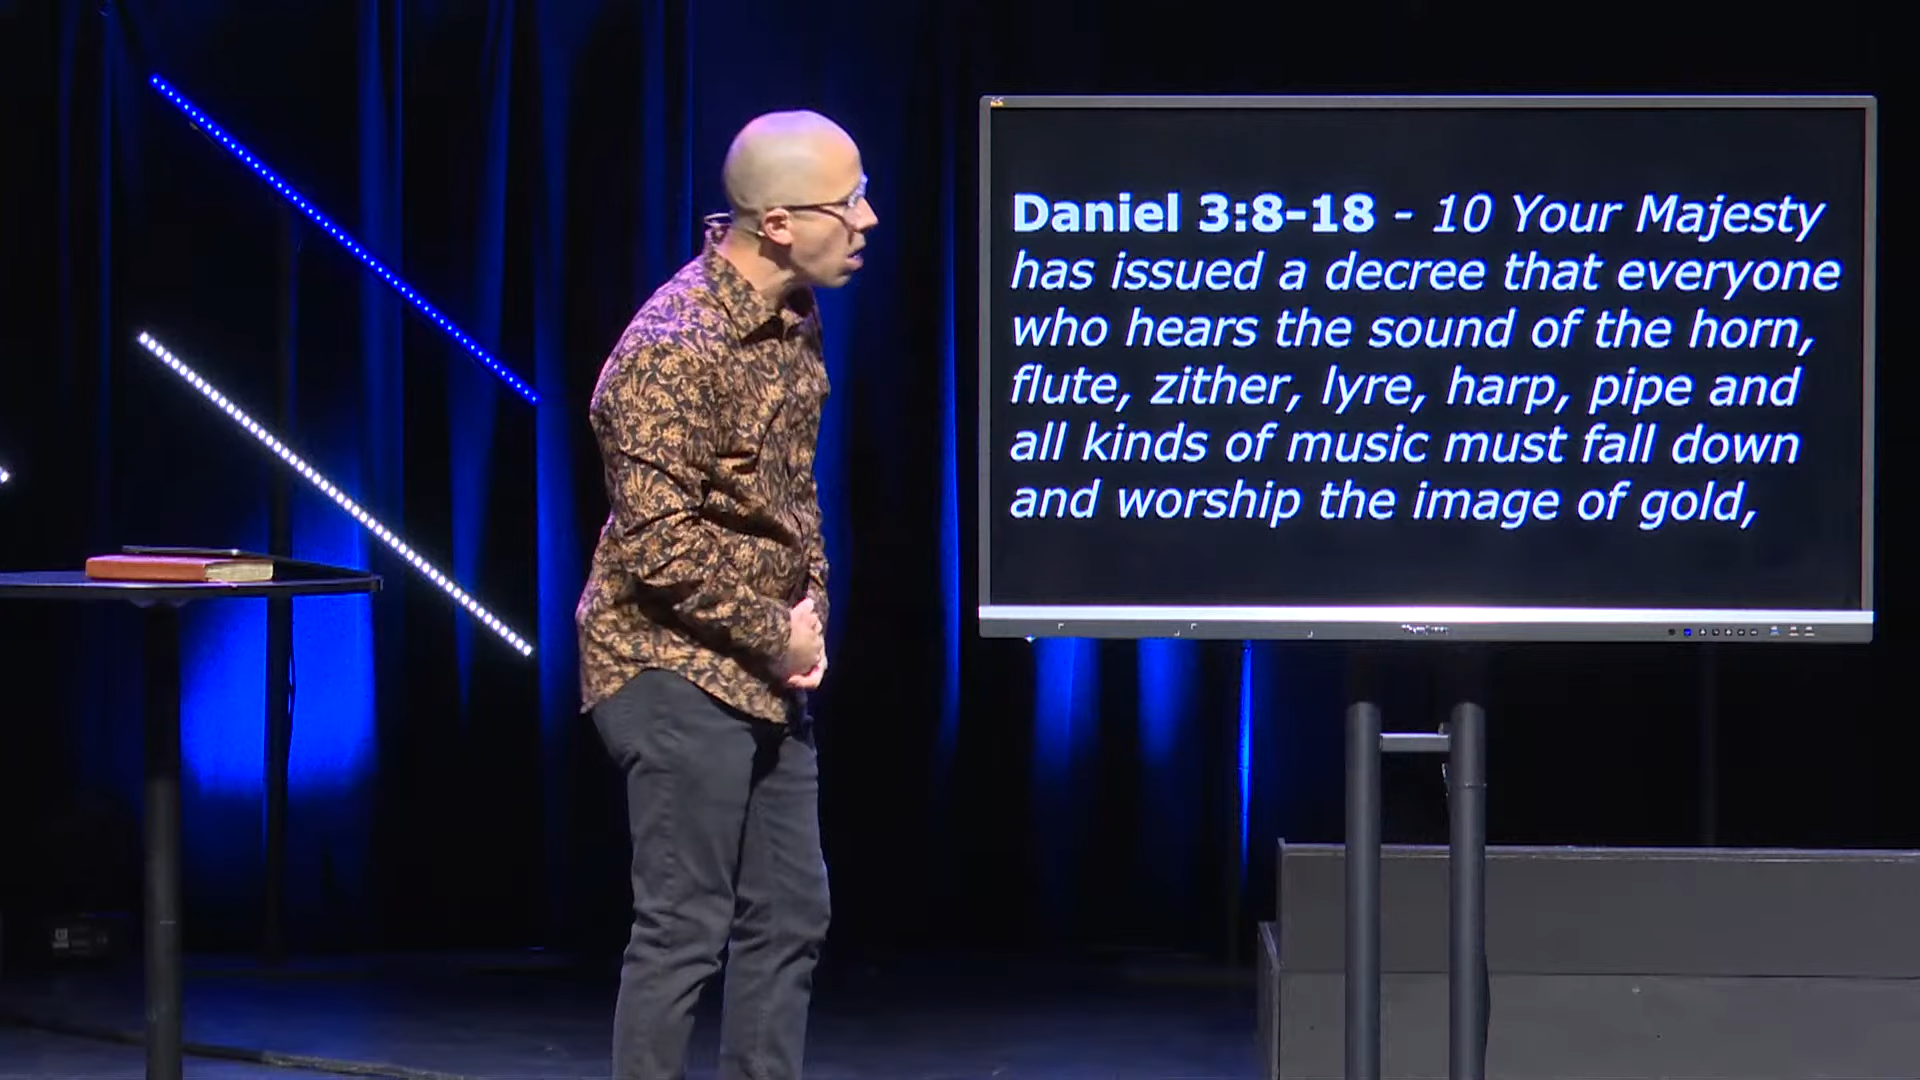 Daniel 3:8-18 - 10 Your Majesty
has issued a decree that everyone
who hears the sound of the horn,
flute, zither, lyre, harp, pipe and
all kinds of music must fall down
and worship the image of gold,